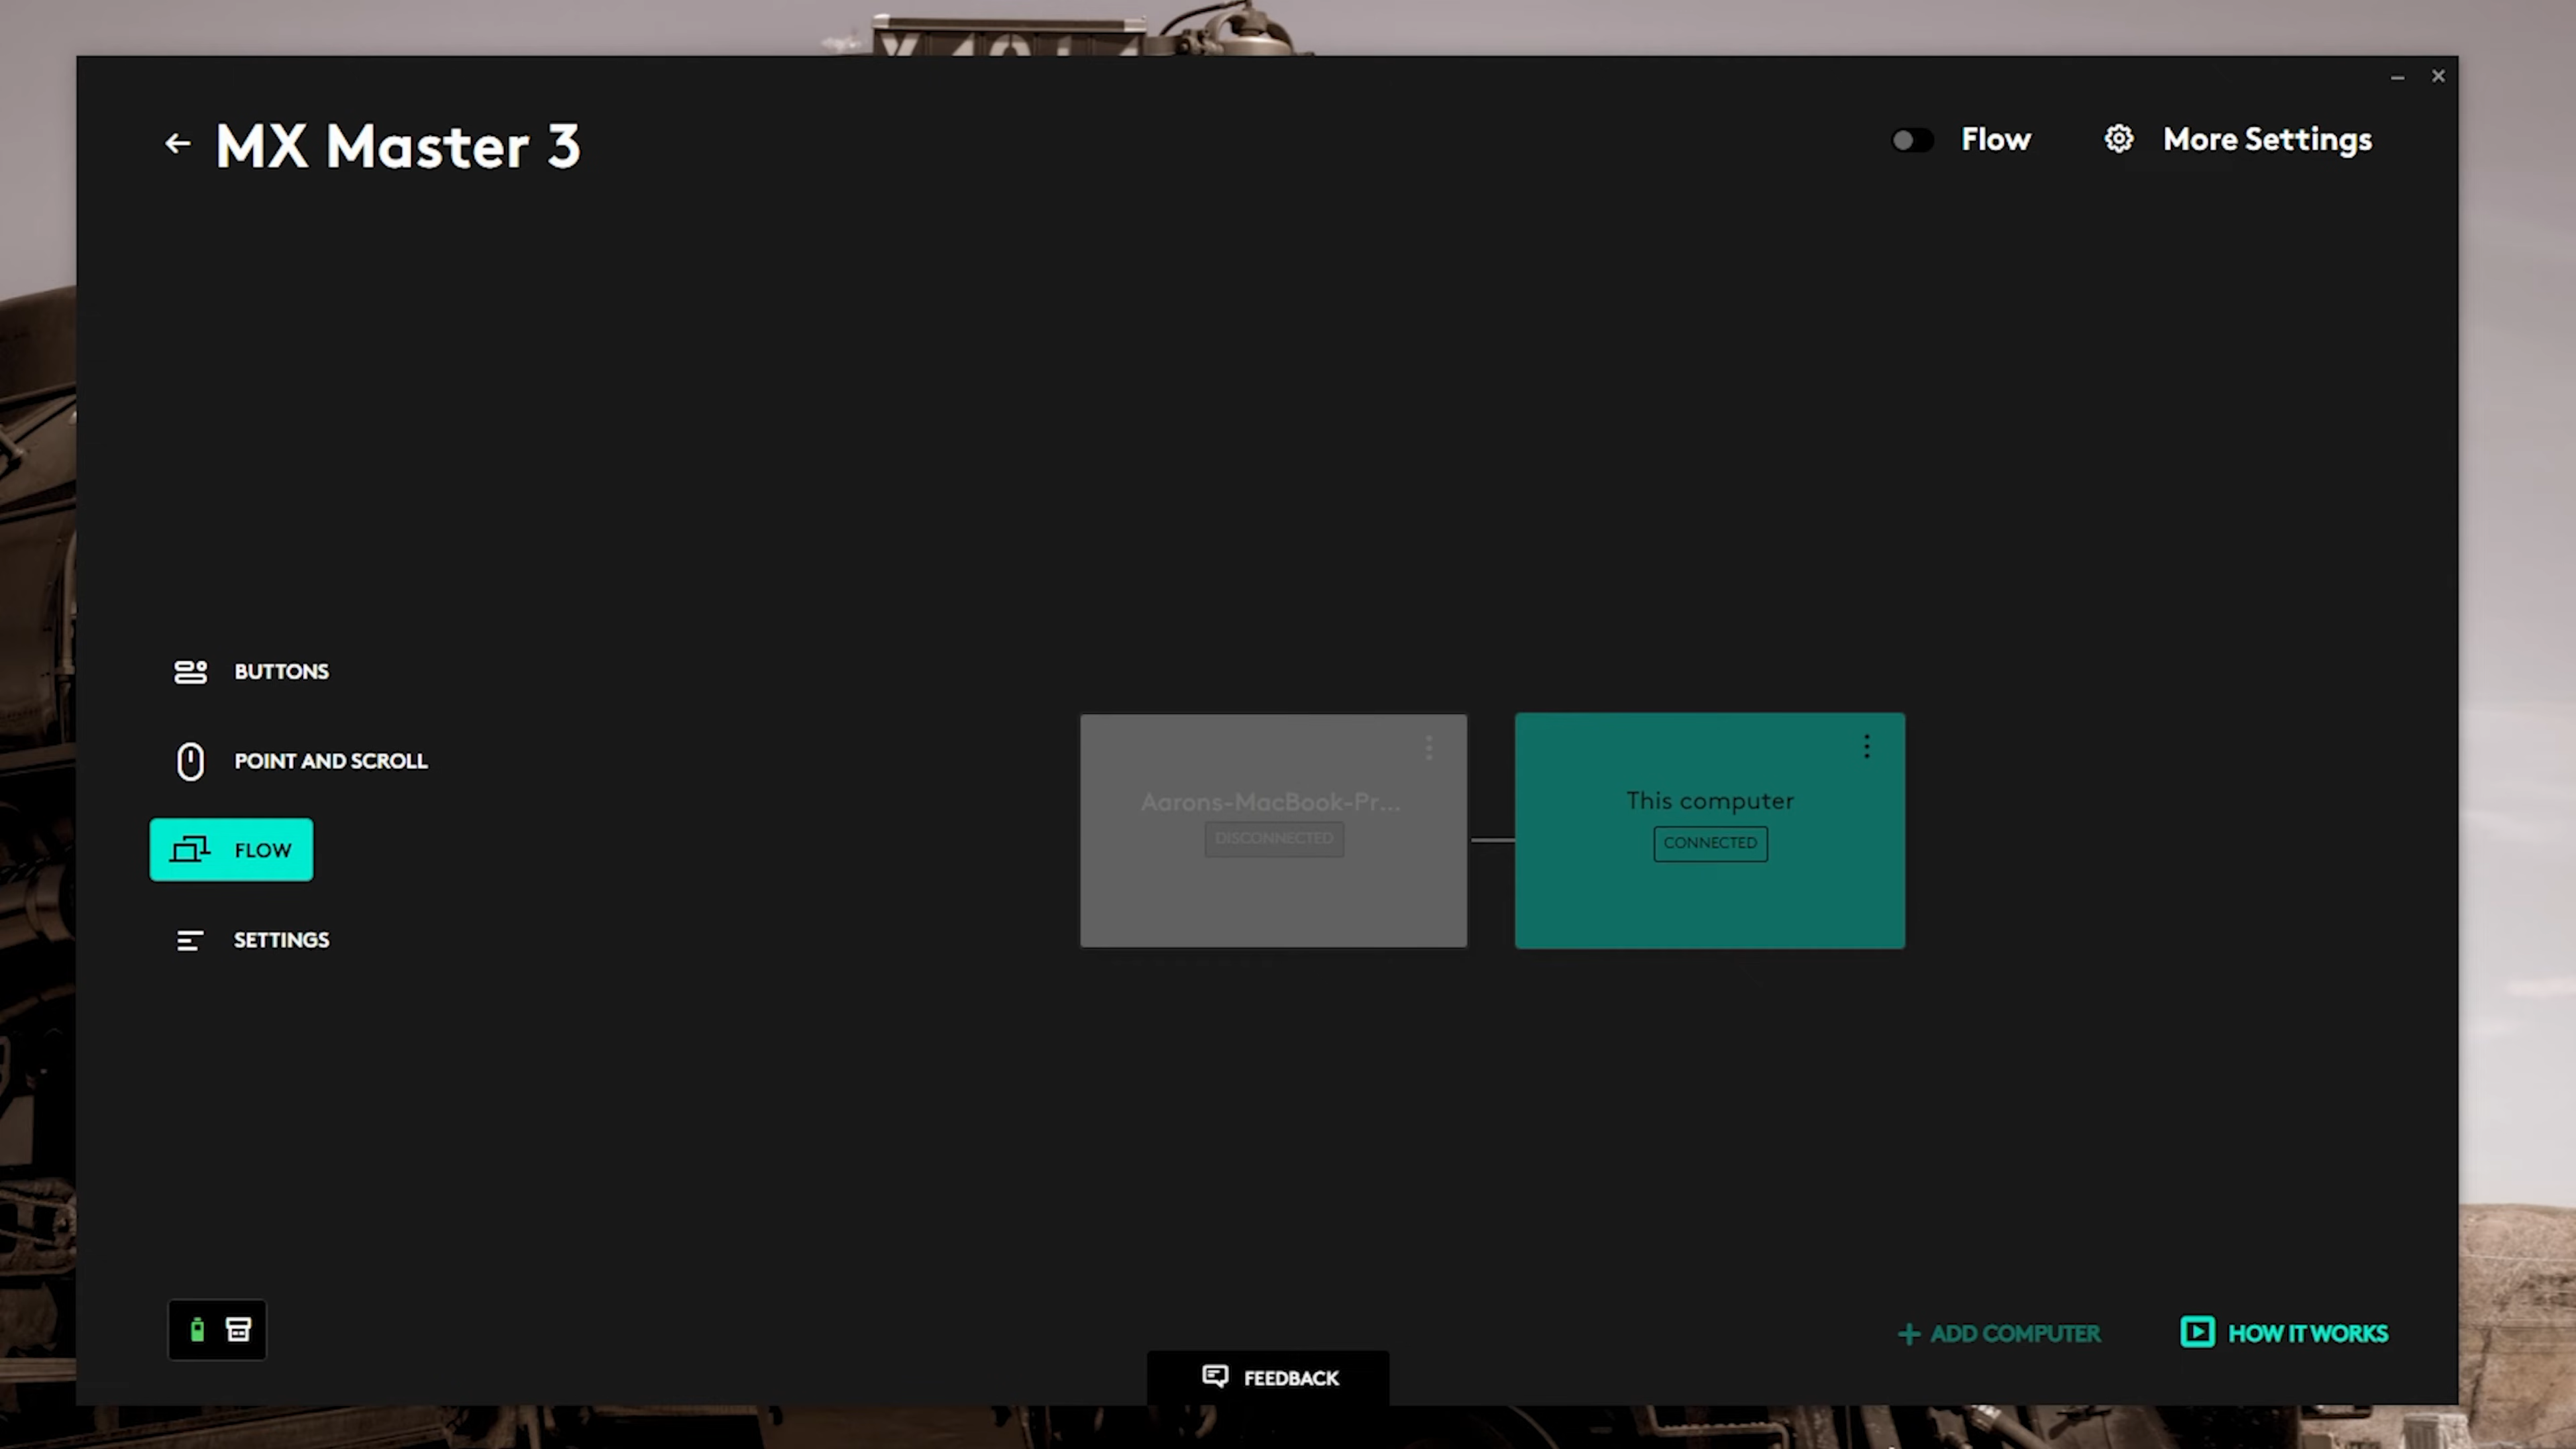 MX Master 3
Flow
More Settings
BUTTONS
POINT AND SCROLL
FLOW
SETTINGS
Aarons-MacBook-Pr...
DISCONNECTED
This computer
CONNECTED
ADD COMPUTER
HOW IT WORKS
FEEDBACK